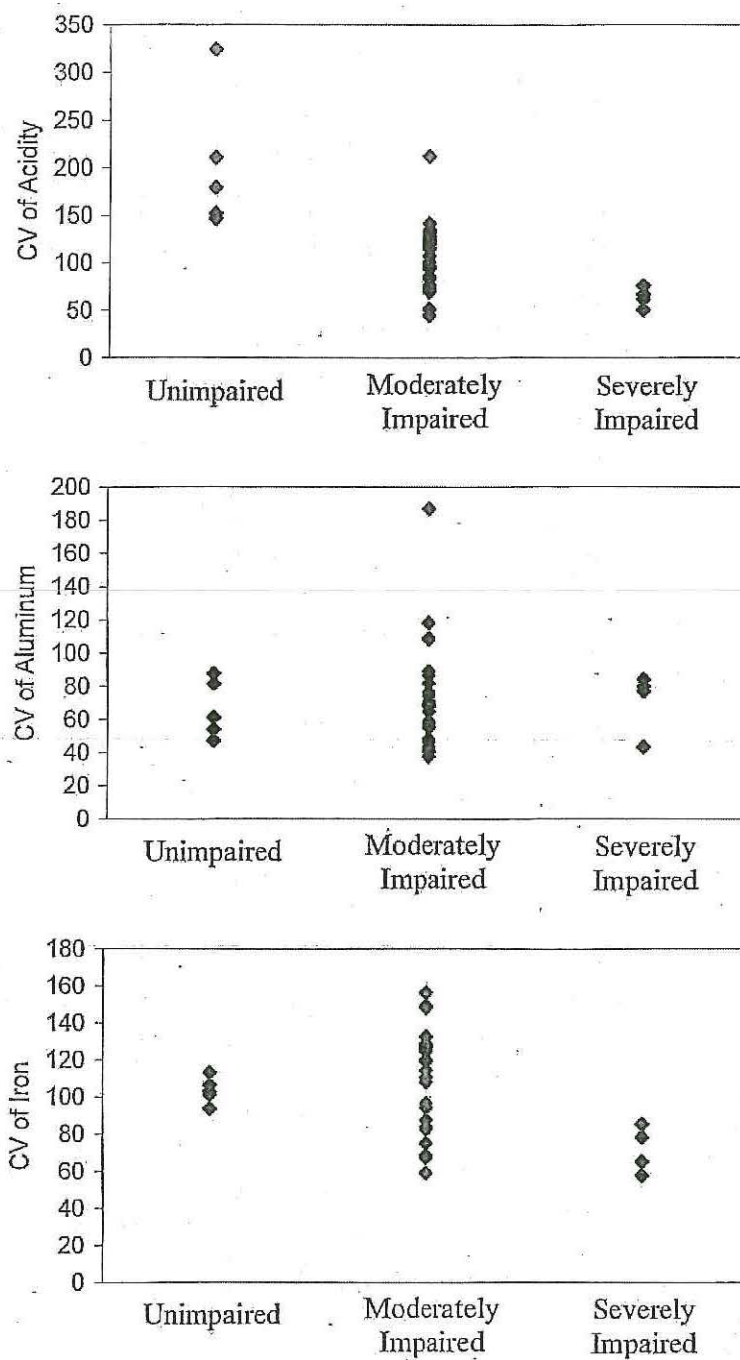 350
300
250
200
150
100
50
0
CV of Acidity
Unimpaired
Moderately
Impaired
Severely
Impaired
200
180
160
140
120
100
80
60
40
20
0
CV of Aluminum
Unimpaired
Moderately
Impaired
Severely
Impaired
180
160
140
120
100
80
60
40
20
0
CV of Iron
Unimpaired
Moderately
Impaired
Severely
Impaired